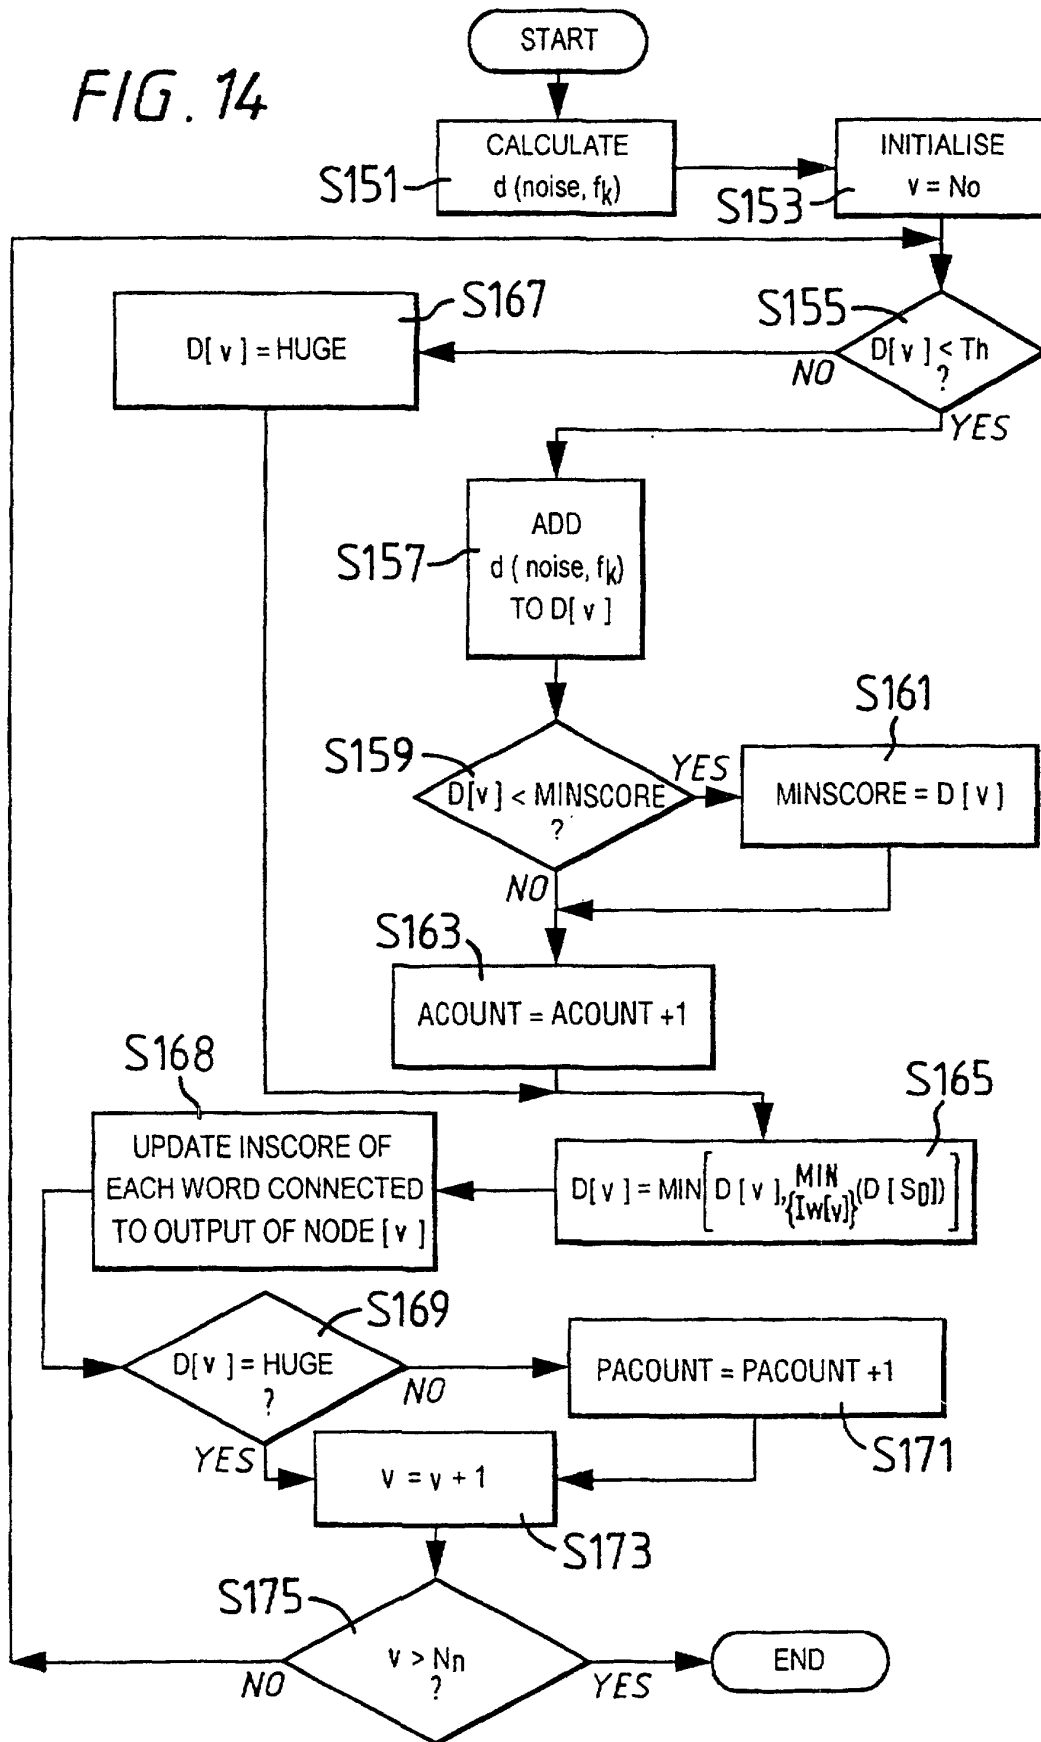 FIG. 14
START
CALCULATE
d (noise, fk)
S151
INITIALISE
v = No
S153
S155
D[ v ] < Th
?
NO
YES
S167
D[ v ] = HUGE
ADD
d ( noise, fk)
TO D[ v ]
S157
S159
D[v] < MINSCORE
?
YES
NO
S161
MINSCORE = D [ v ]
S163
ACOUNT = ACOUNT +1
S165
D[v] = MIN[ D [ v ], MIN {Iw[v]} (D [ S0]) ]
S168
UPDATE INSCORE OF
EACH WORD CONNECTED
TO OUTPUT OF NODE [ v ]
S169
D[ v ] = HUGE
?
NO
YES
PACOUNT = PACOUNT +1
S171
v = v + 1
S173
S175
v > Nn
?
NO
YES
END